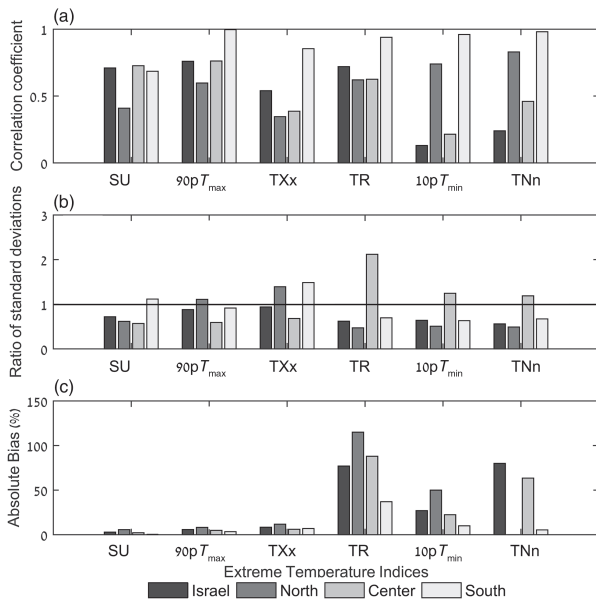 (a)
Correlation coefficient
1
0.5
0
SU 90pTmax TXx TR 10pTmin TNn
(b)
Ratio of standard deviations
3
2
1
0
SU 90pTmax TXx TR 10pTmin TNn
(c)
Absolute Bias (%)
150
100
50
0
SU 90pTmax TXx TR 10pTmin TNn
Extreme Temperature Indices
Israel North Center South